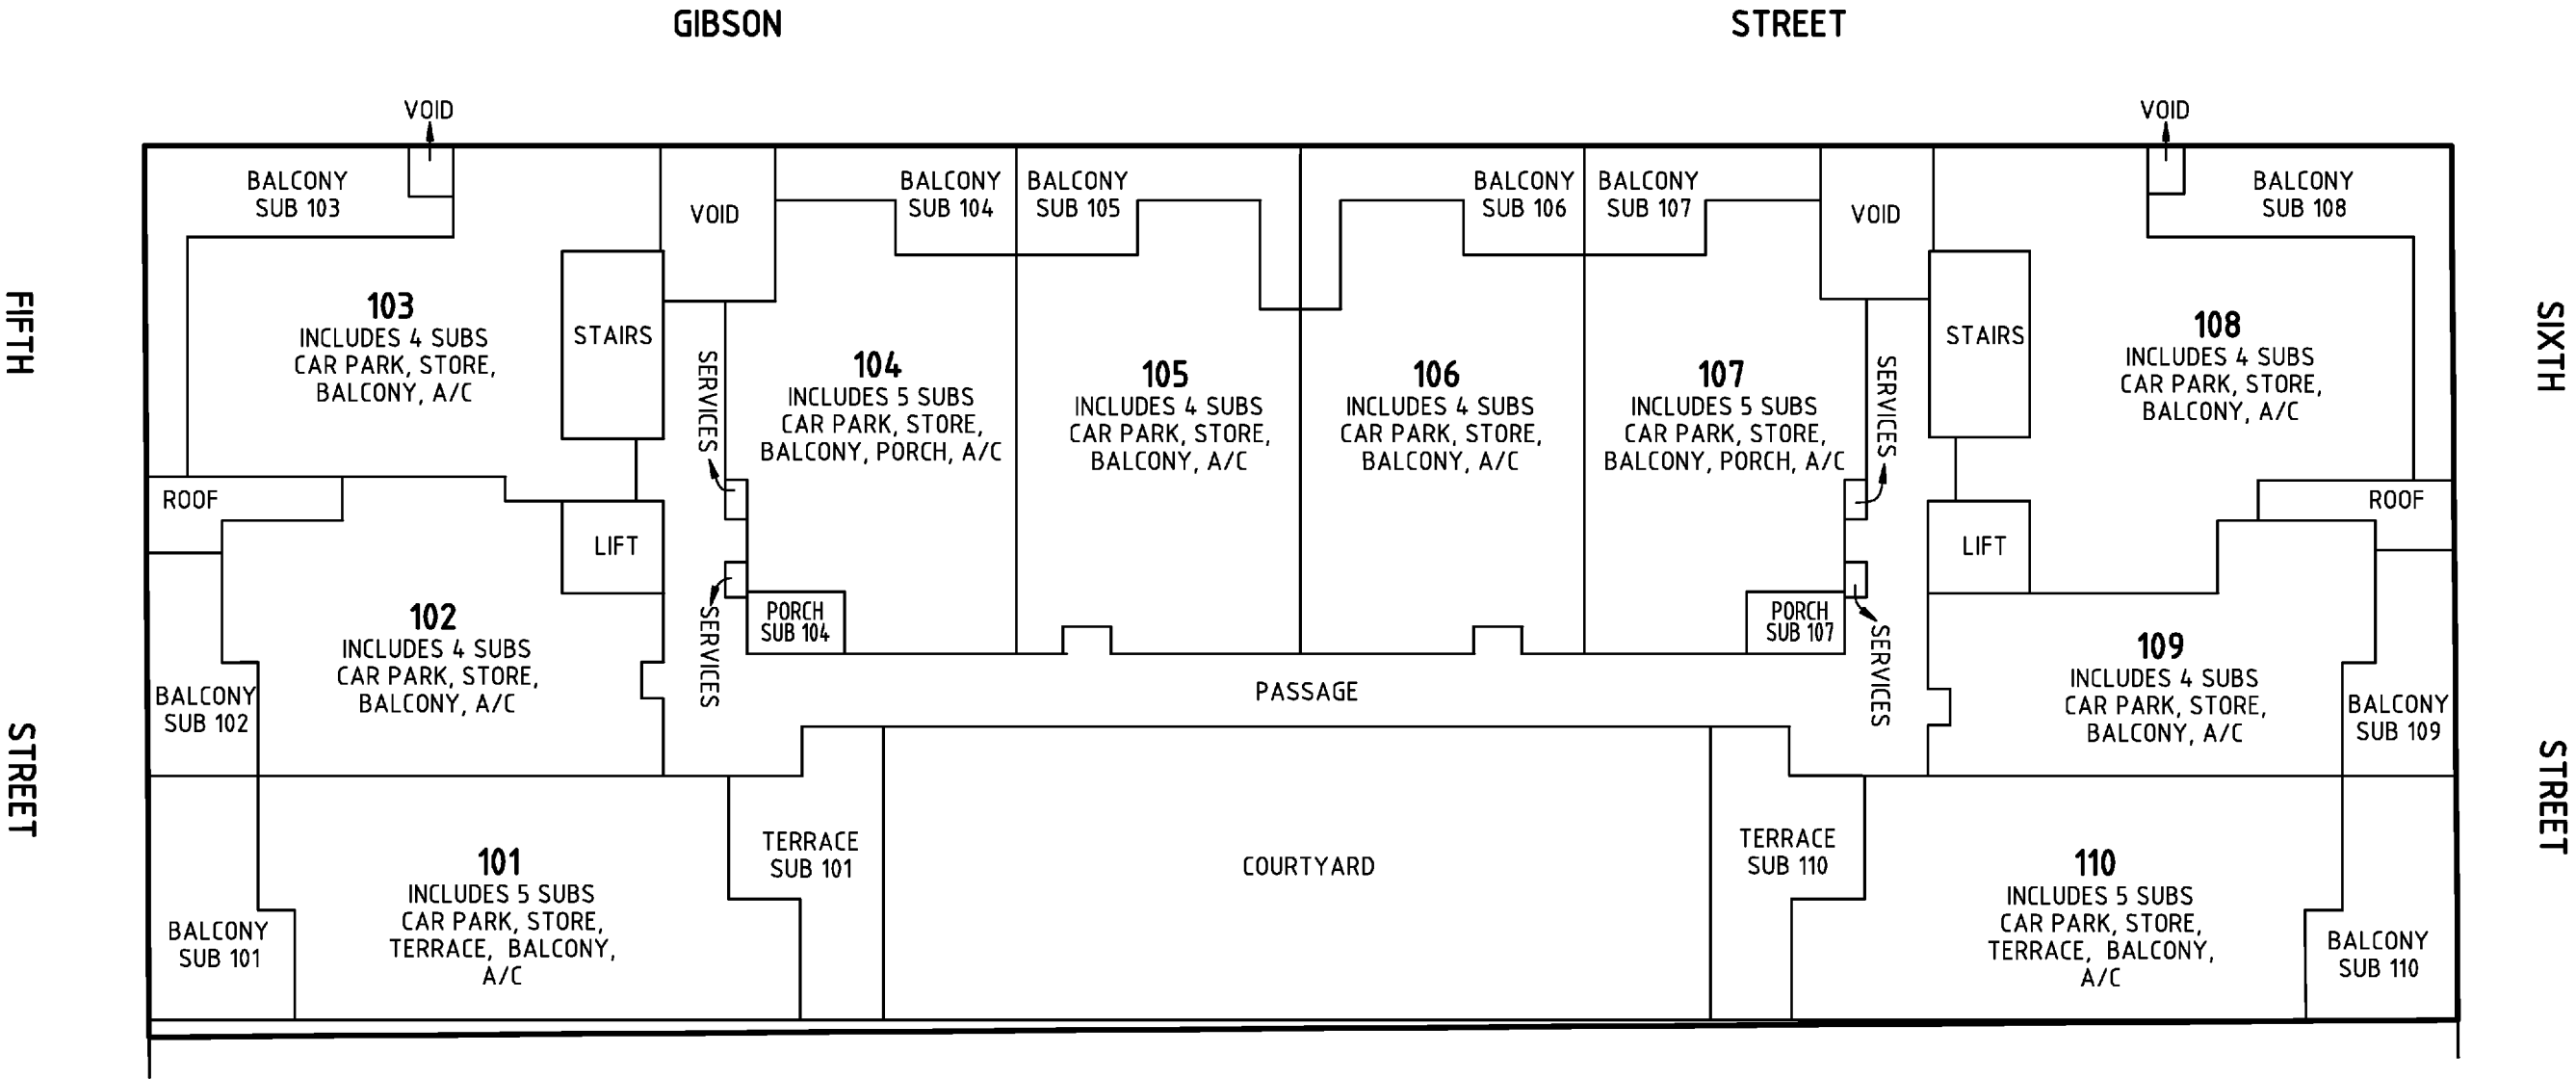 GIBSON STREET
VOID
VOID
BALCONY
SUB 103
VOID
BALCONY
SUB 104
BALCONY
SUB 105
BALCONY
SUB 106
BALCONY
SUB 107
VOID
BALCONY
SUB 108
FIFTH
STREET
SIXTH
STREET
103
INCLUDES 4 SUBS
CAR PARK, STORE,
BALCONY, A/C
STAIRS
SERVICES
104
INCLUDES 5 SUBS
CAR PARK, STORE,
BALCONY, PORCH, A/C
105
INCLUDES 4 SUBS
CAR PARK, STORE,
BALCONY, A/C
106
INCLUDES 4 SUBS
CAR PARK, STORE,
BALCONY, A/C
107
INCLUDES 5 SUBS
CAR PARK, STORE,
BALCONY, PORCH, A/C
SERVICES
STAIRS
108
INCLUDES 4 SUBS
CAR PARK, STORE,
BALCONY, A/C
ROOF
LIFT
LIFT
ROOF
102
INCLUDES 4 SUBS
CAR PARK, STORE,
BALCONY, A/C
SERVICES
PORCH
SUB 104
PORCH
SUB 107
SERVICES
109
INCLUDES 4 SUBS
CAR PARK, STORE,
BALCONY, A/C
BALCONY
SUB 102
PASSAGE
BALCONY
SUB 109
101
INCLUDES 5 SUBS
CAR PARK, STORE,
TERRACE, BALCONY,
A/C
TERRACE
SUB 101
COURTYARD
TERRACE
SUB 110
110
INCLUDES 5 SUBS
CAR PARK, STORE,
TERRACE, BALCONY,
A/C
BALCONY
SUB 101
BALCONY
SUB 110